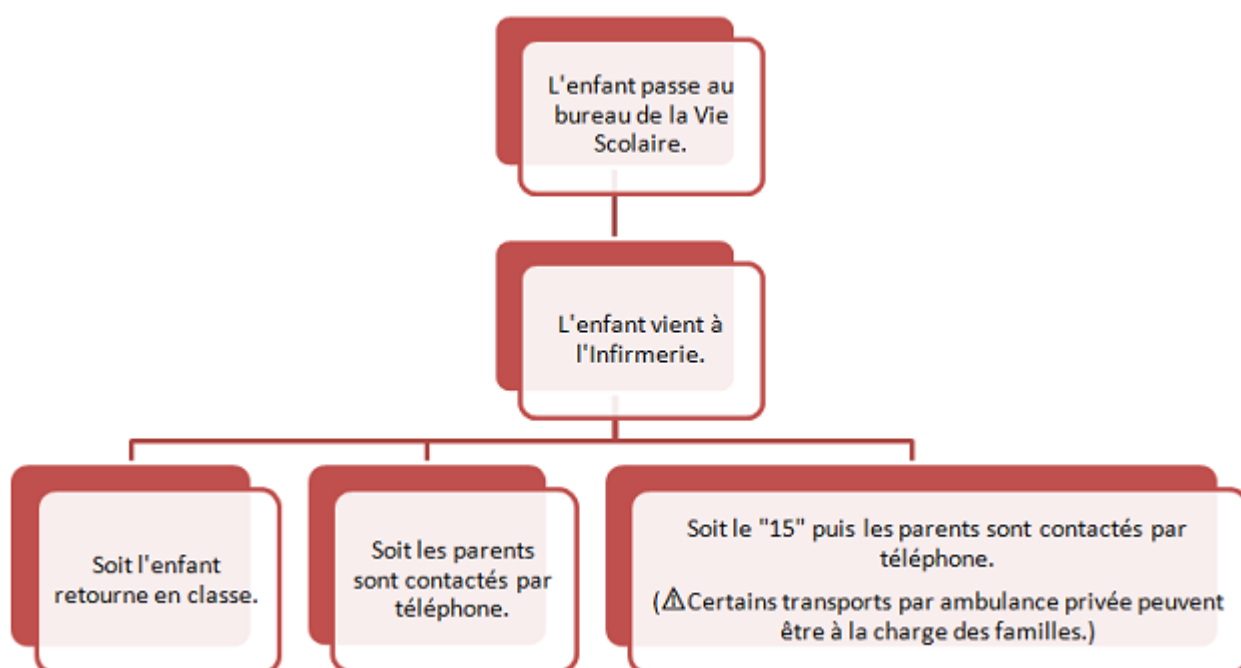 L'enfant passe au
bureau de la Vie
Scolaire.
L'enfant vient à
l'Infirmerie.
Soit l'enfant
retourne en classe.
Soit les parents
sont contactés par
téléphone.
Soit le "15" puis les parents sont contactés par
téléphone.
(⚠Certains transports par ambulance privée peuvent
être à la charge des familles.)